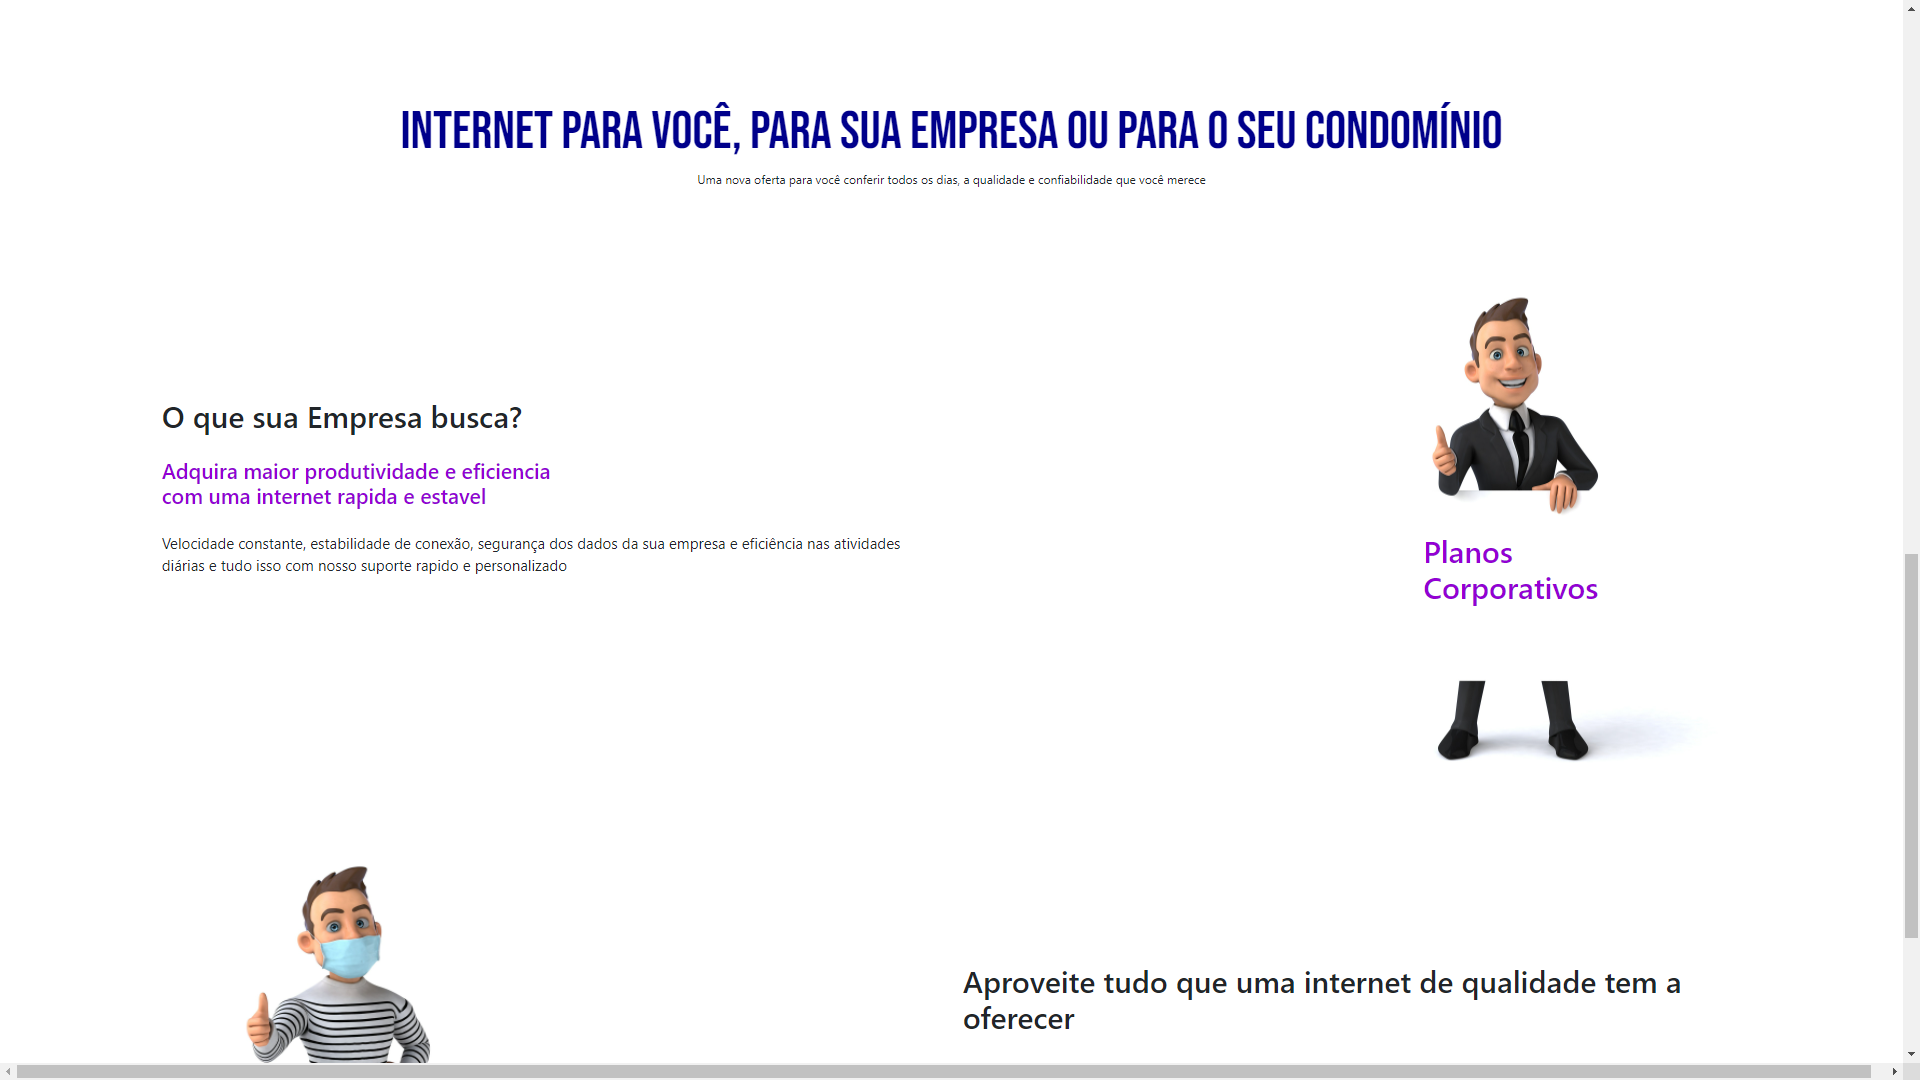 INTERNET PARA VOCÊ, PARA SUA EMPRESA OU PARA O SEU CONDOMÍNIO
Uma nova oferta para você conferir todos os dias, a qualidade e confiabilidade que você merece
O que sua Empresa busca?
Adquira maior produtividade e eficiencia
com uma internet rapida e estavel
Velocidade constante, estabilidade de conexão, segurança dos dados da sua empresa e eficiência nas atividades
diárias e tudo isso com nosso suporte rapido e personalizado
Planos
Corporativos
Aproveite tudo que uma internet de qualidade tem a
oferecer